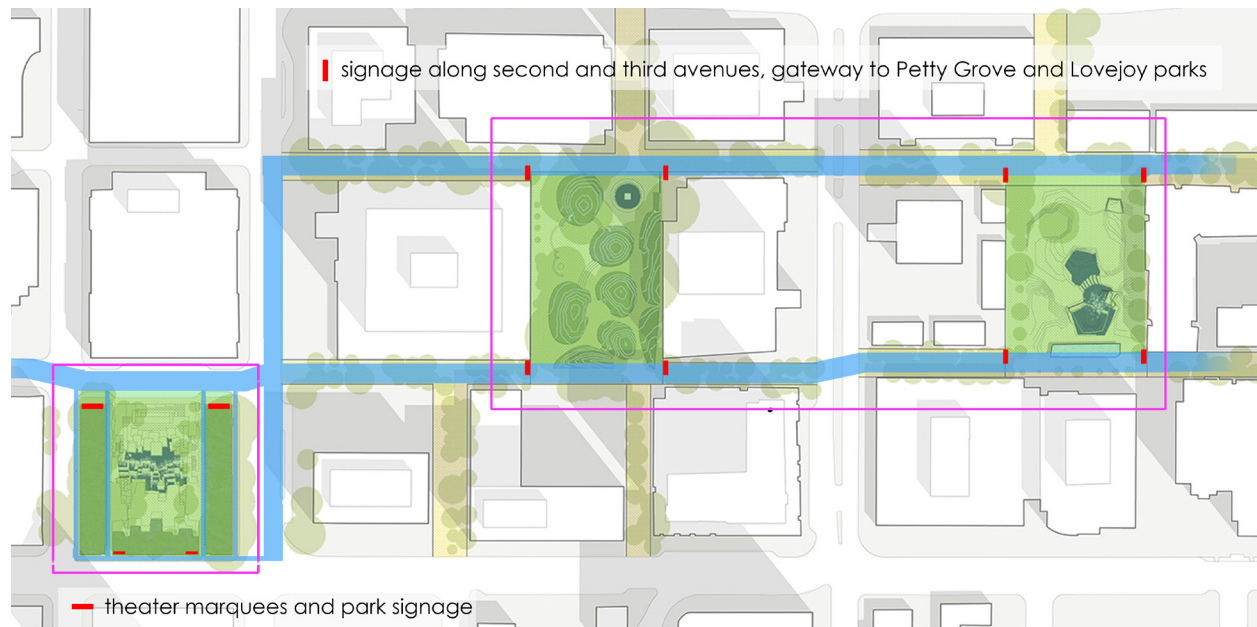 signage along second and third avenues, gateway to Petty Grove and Lovejoy parks
theater marquees and park signage